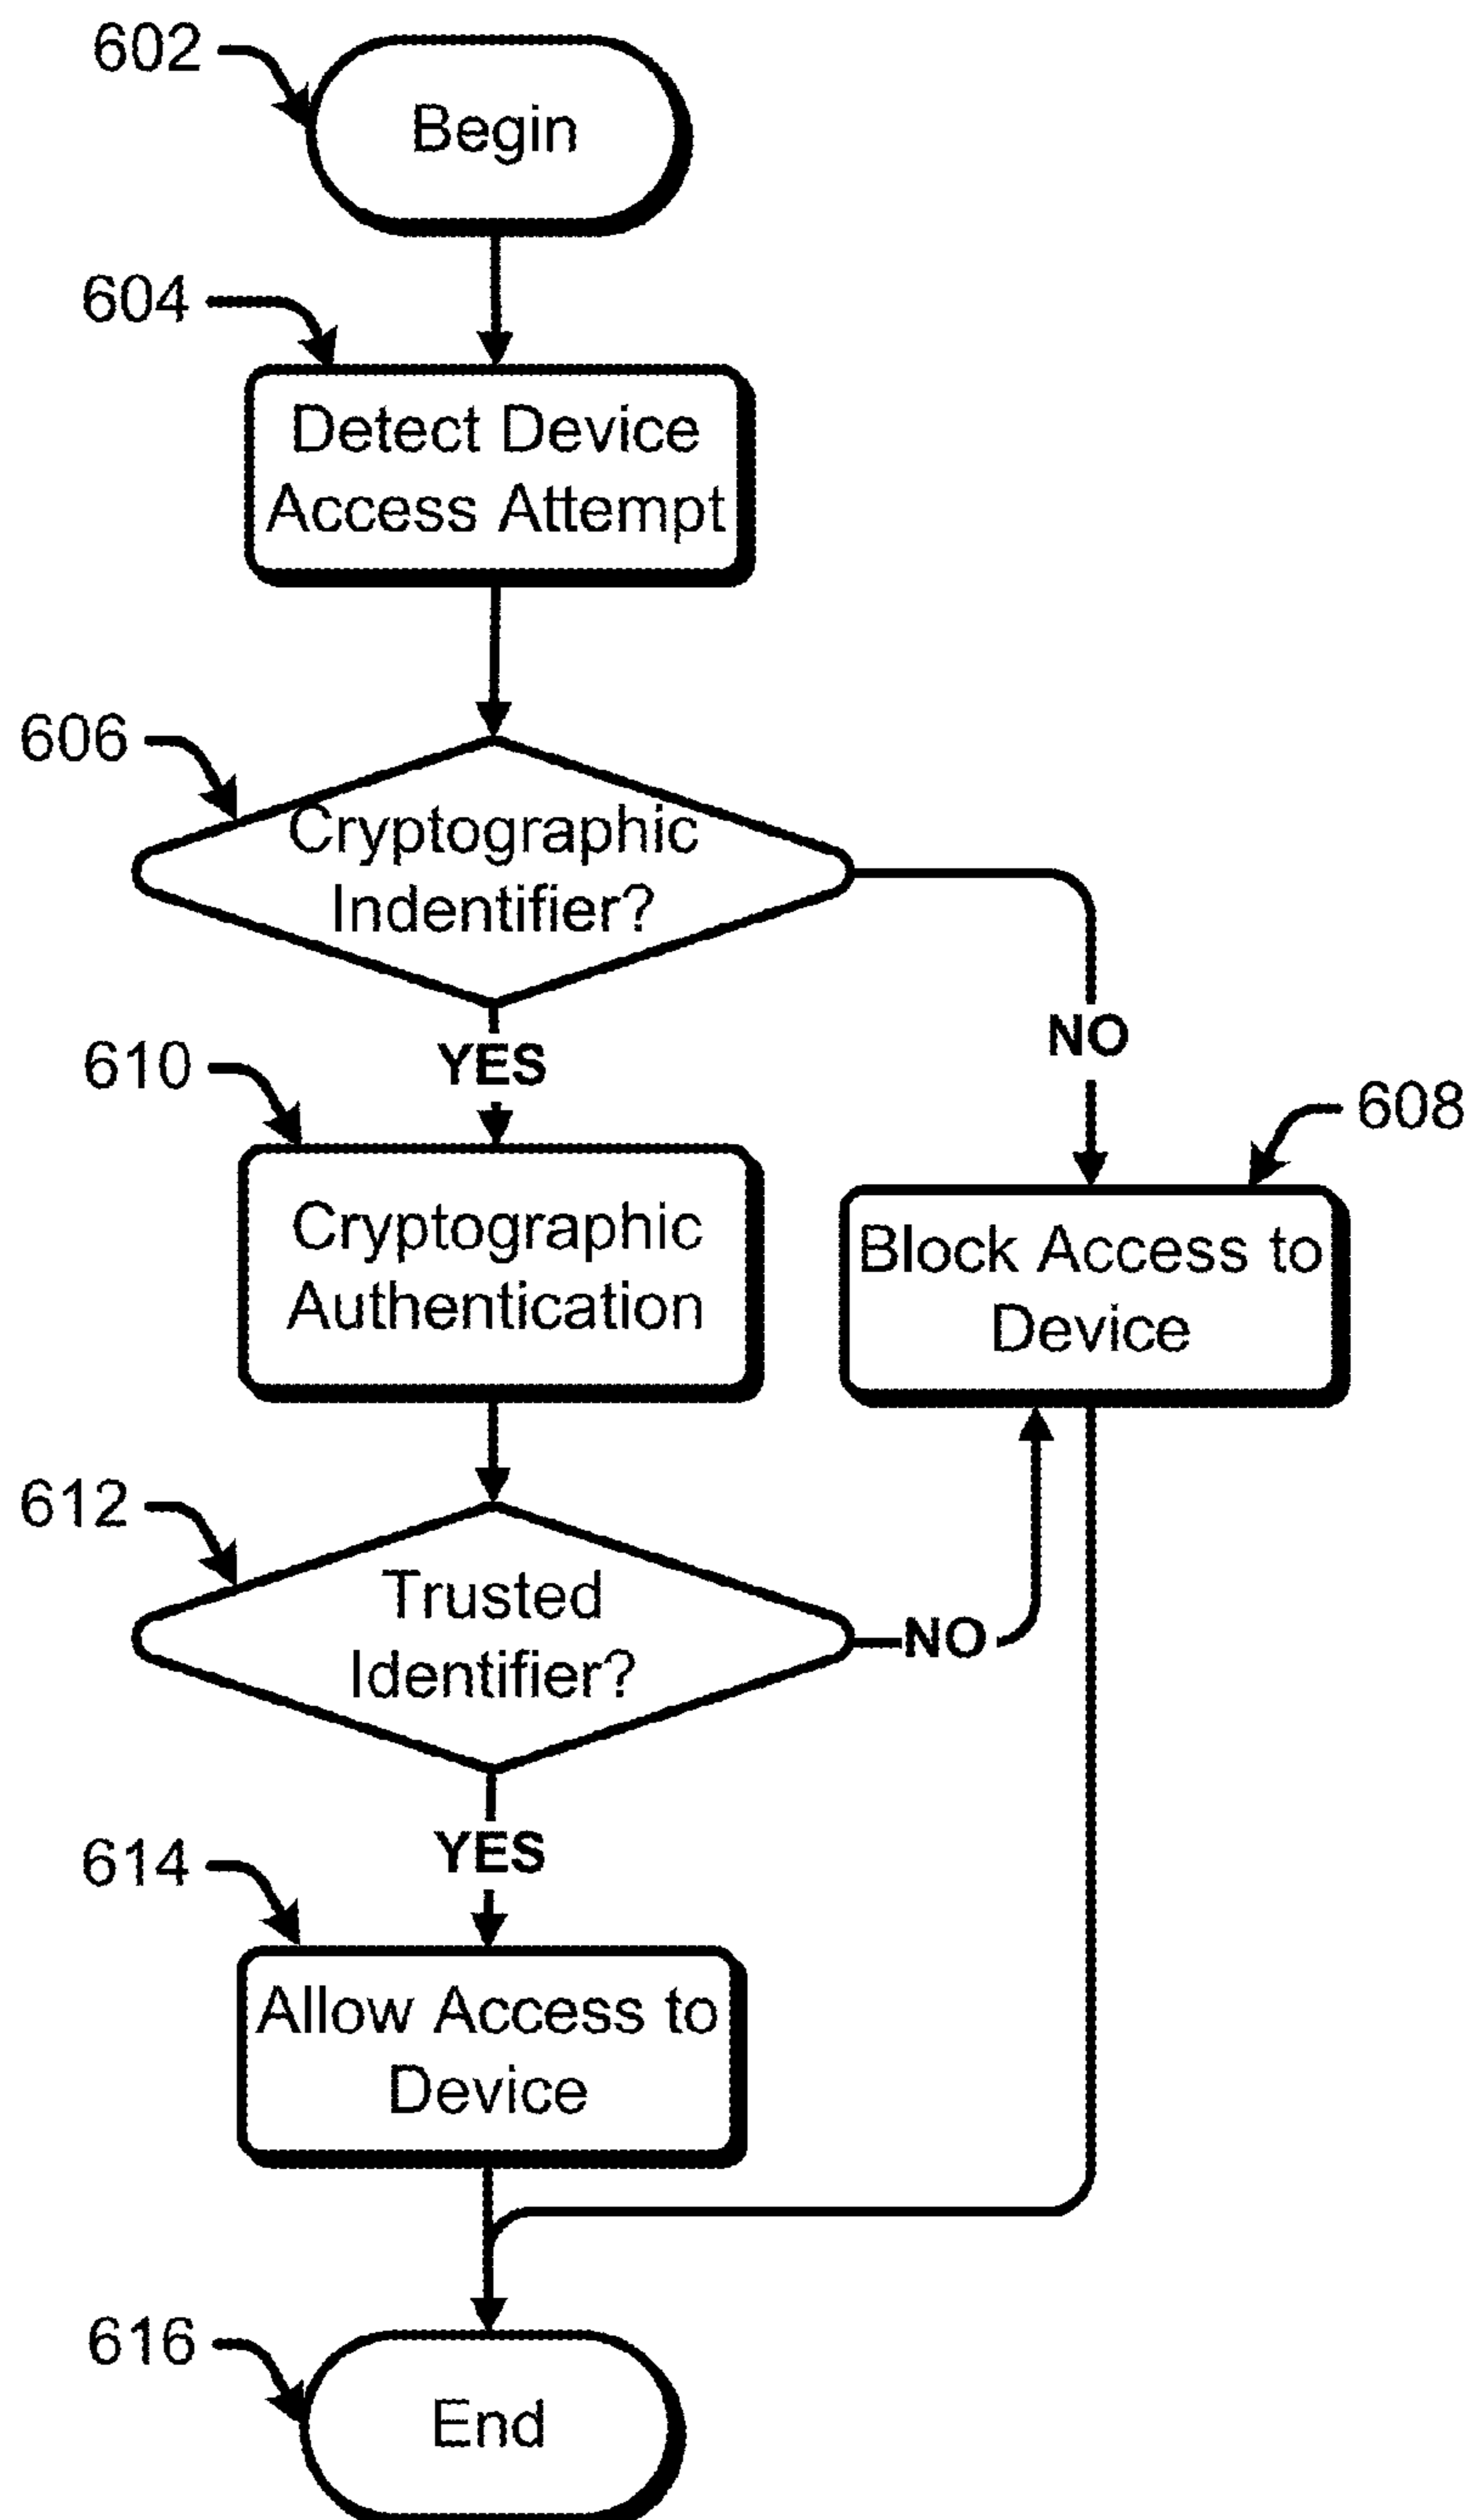 602
Begin
604
Detect Device
Access Attempt
606
Cryptographic
Indentifier?
610
YES
NO
608
Cryptographic
Authentication
Block Access to
Device
612
Trusted
Identifier?
NO
614
YES
Allow Access to
Device
616
End